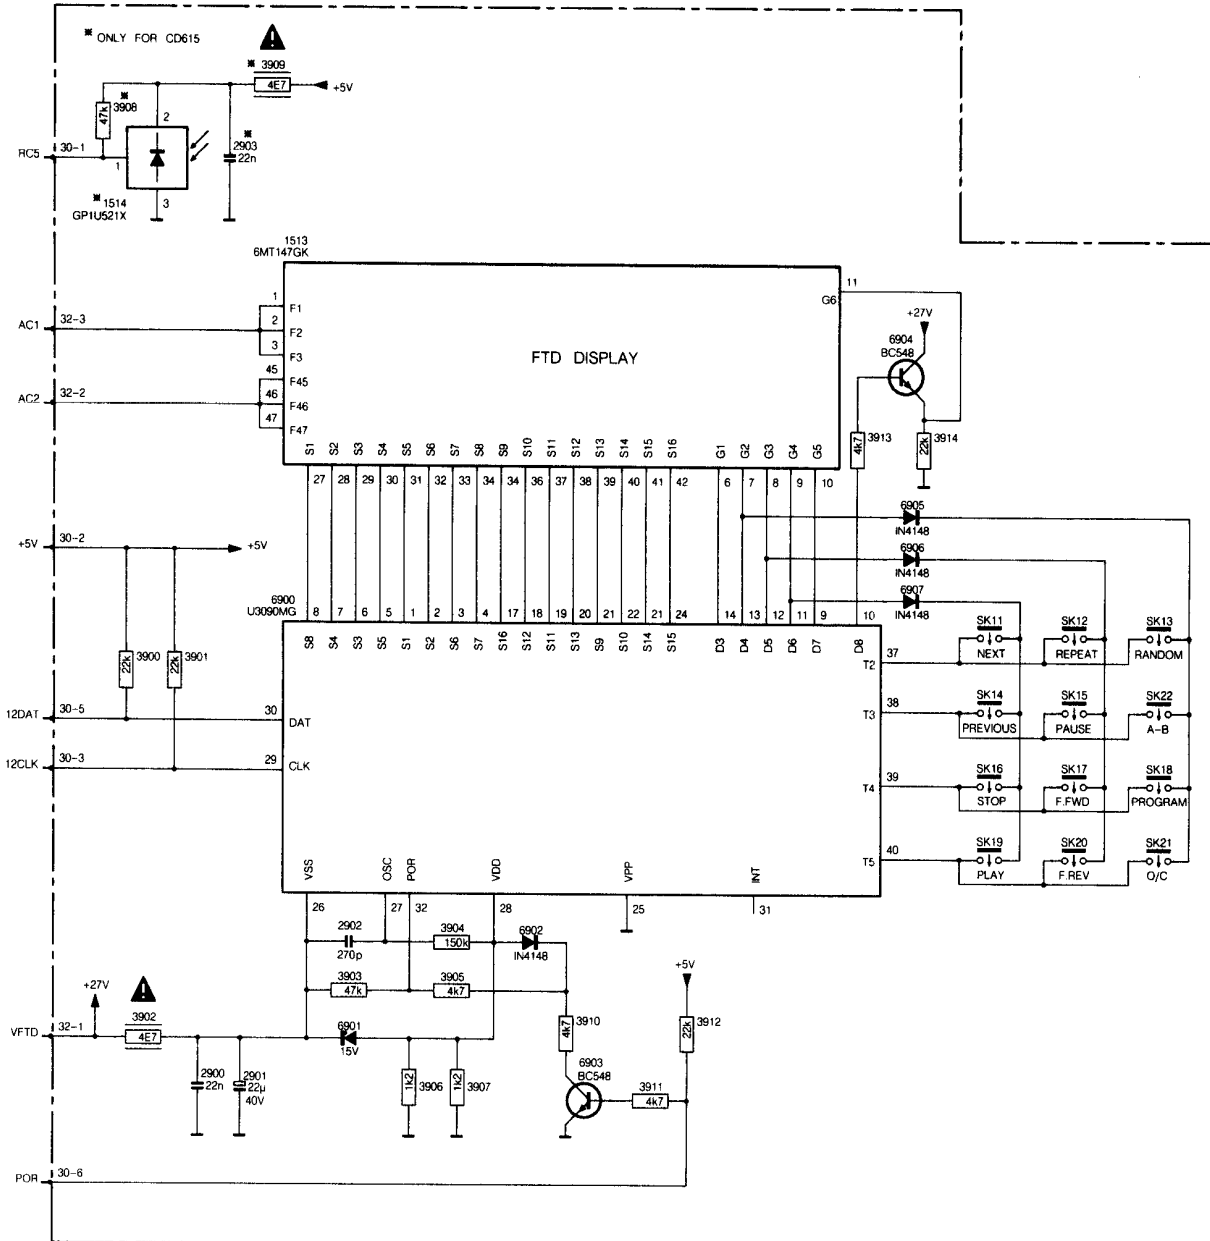 ※ ONLY FOR CD615
※ 3909
4E7
+5V
※
3908
47k
2
RC5
30-1
1
※
2903
22n
※ 1514
GP1U521X
3
1513
6MT147GK
11
G6
+27V
AC1
32-3
1
F1
2
F2
3
F3
45
F45
AC2
32-2
46
F46
47
F47
FTD DISPLAY
6904
BC548
4k7
3913
22k
3914
S1 S2 S3 S4 S5 S6 S7 S8 S9 S10 S11 S12 S13 S14 S15 S16 G1 G2 G3 G4 G5
27 28 29 30 31 32 33 34 34 36 37 38 39 40 41 42 6 7 8 9 10
6905
IN4148
6906
IN4148
6907
IN4148
+5V
30-2
+5V
6900
U3090MG
8 7 6 5 1 2 3 4 17 18 19 20 21 22 21 24 14 13 12 11 9 10
S8 S4 S3 S5 S1 S2 S6 S7 S16 S12 S11 S13 S9 S10 S14 S15 D3 D4 D5 D6 D7 D8
22k
3900
22k
3901
37
T2
SK11
NEXT
SK12
REPEAT
SK13
RANDOM
12DAT
30-5
30
DAT
38
T3
SK14
PREVIOUS
SK15
PAUSE
SK22
A-B
12CLK
30-3
29
CLK
39
T4
SK16
STOP
SK17
F.FWD
SK18
PROGRAM
40
T5
SK19
PLAY
SK20
F.REV
SK21
O/C
VSS OSC POR VDD VPP INT
26 27 32 28 25 31
2902
270p
3904
150k
6902
IN4148
3903
47k
3905
4k7
+5V
+27V
VFTD
32-1
3902
4E7
6901
15V
4k7
3910
22k
3912
2900
22n
2901
22µ
40V
1k2
3906
1k2
3907
6903
BC548
3911
4k7
POR
30-6